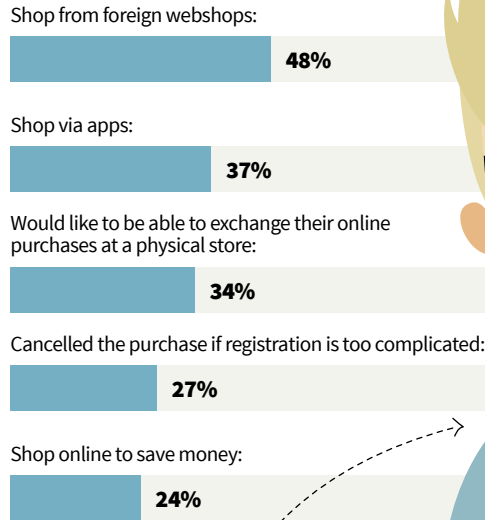 Shop from foreign webshops:
48%
Shop via apps:
37%
Would like to be able to exchange their online
purchases at a physical store:
34%
Cancelled the purchase if registration is too complicated:
27%
Shop online to save money:
24%